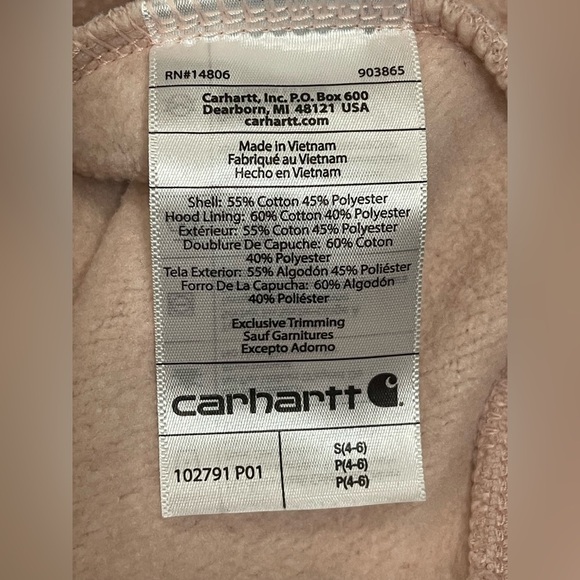 RN#14806 903865
Carhartt, Inc. P.O. Box 600
Dearborn, MI 48121 USA
carhartt.com
Made in Vietnam
Fabriqué au Vietnam
Hecho en Vietnam
Shell: 55% Cotton 45% Polyester
Hood Lining: 60% Cotton 40% Polyester
Extérieur: 55% Coton 45% Polyester
Doublure De Capuche: 60% Coton
40% Polyester
Tela Exterior: 55% Algodón 45% Poliéster
Forro De La Capucha: 60% Algodón
40% Poliéster
Exclusive Trimming
Sauf Garnitures
Excepto Adorno
carhartt
102791 P01
S(4-6)
P(4-6)
P(4-6)